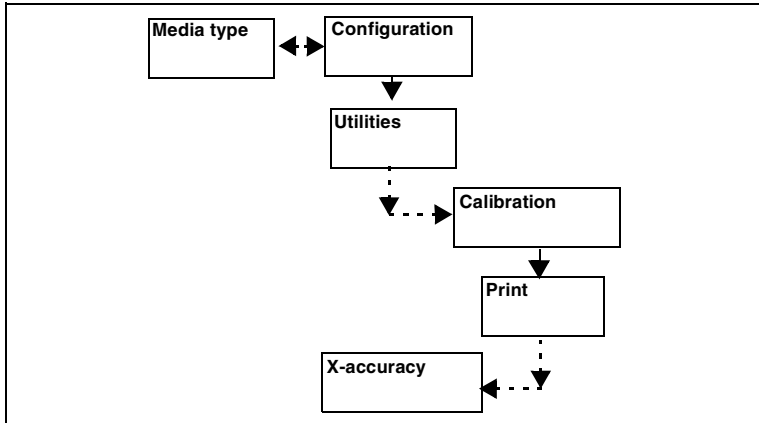 Media type
Configuration
Utilities
Calibration
Print
X-accuracy